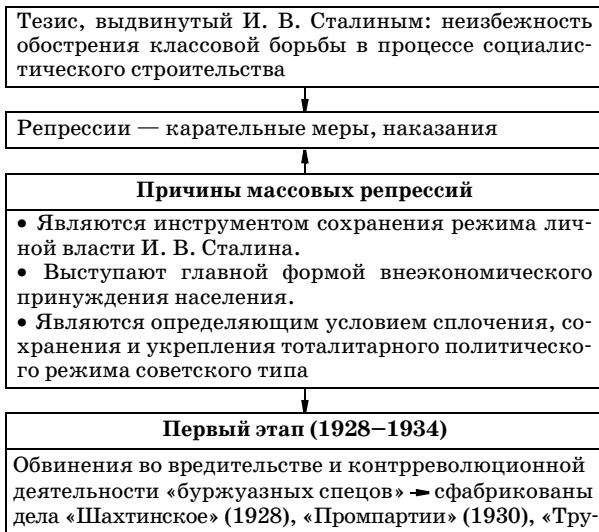 Тезис, выдвинутый И. В. Сталиным: неизбежность
обострения классовой борьбы в процессе социалис-
тического строительства
Репрессии — карательные меры, наказания
Причины массовых репрессий
• Являются инструментом сохранения режима лич-
ной власти И. В. Сталина.
• Выступают главной формой внеэкономического
принуждения населения.
• Являются определяющим условием сплочения, со-
хранения и укрепления тоталитарного политическо-
го режима советского типа
Первый этап (1928–1934)
Обвинения во вредительстве и контрреволюционной
деятельности «буржуазных спецов» → сфабрикованы
дела «Шахтинское» (1928), «Промпартии» (1930), «Тру-